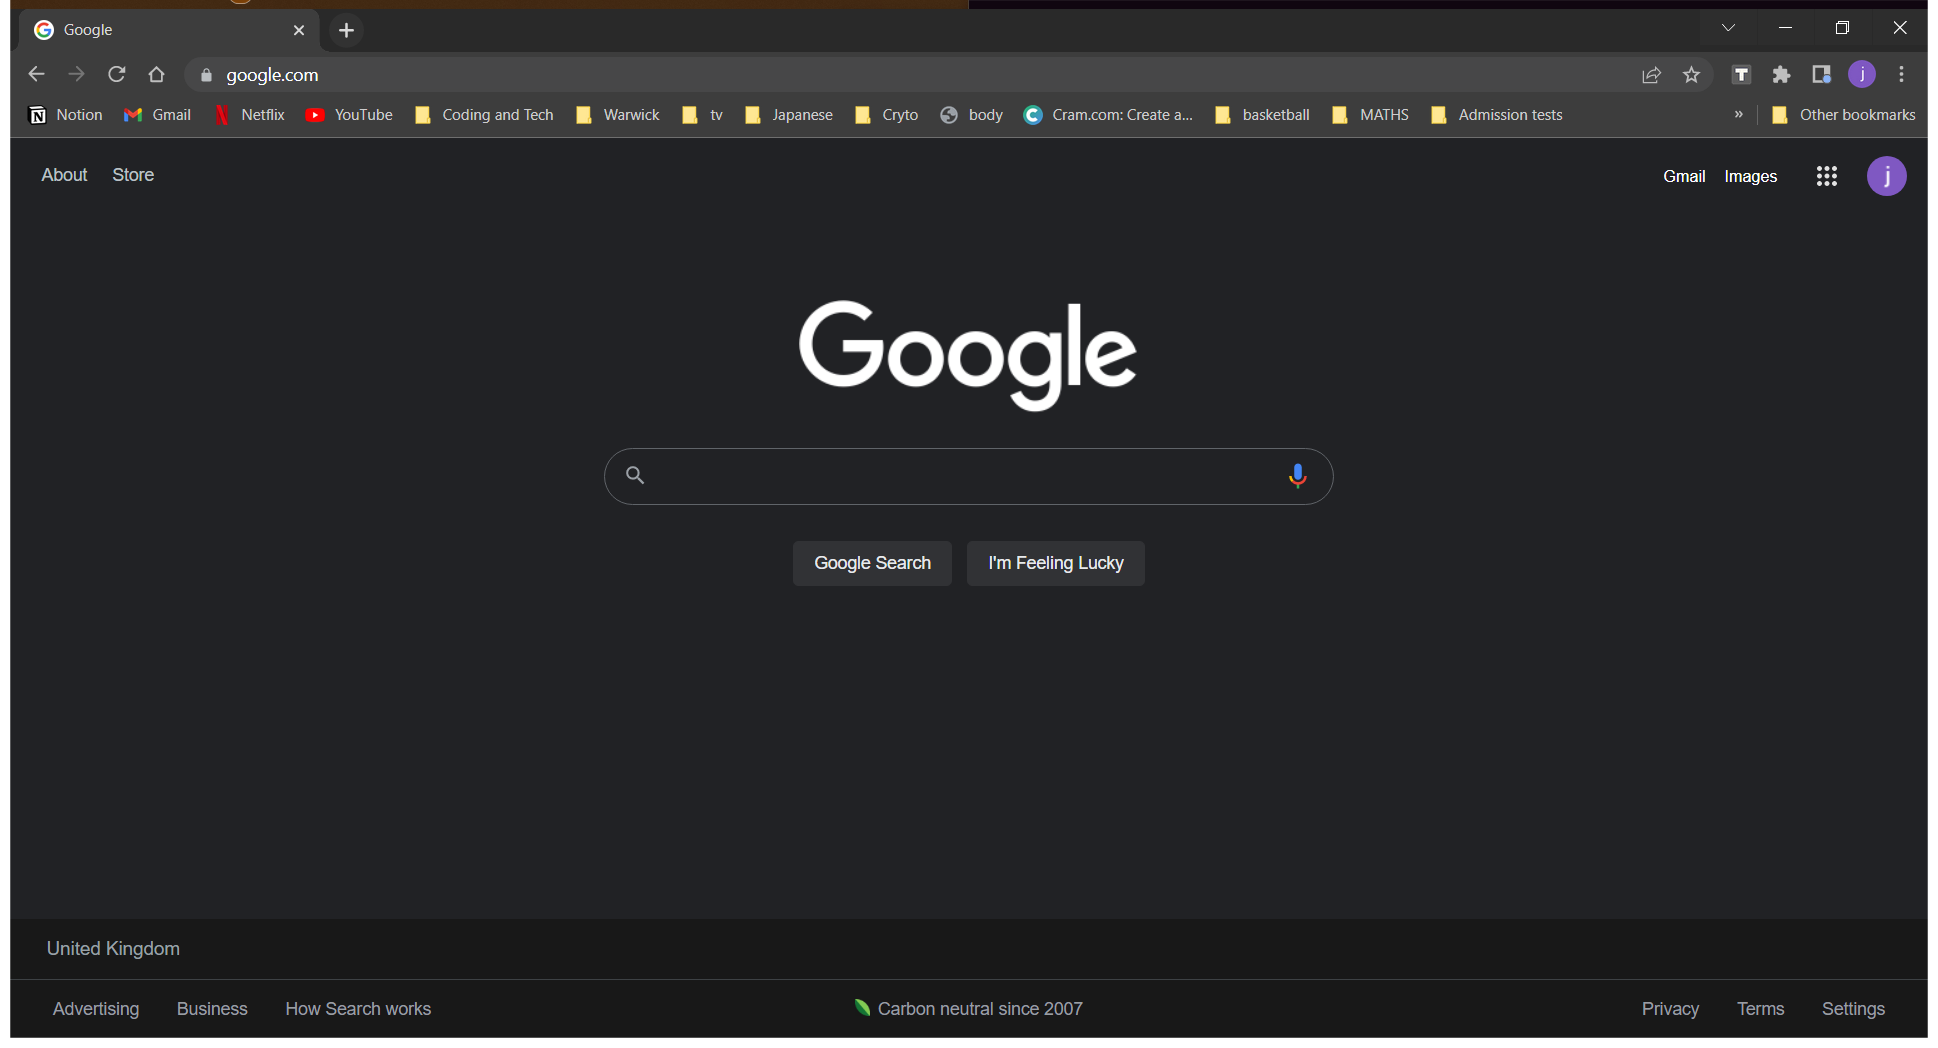 Google
google.com
Notion Gmail Netflix YouTube Coding and Tech Warwick tv Japanese Cryto body Cram.com: Create a... basketball MATHS Admission tests » Other bookmarks
About Store Gmail Images j
Google
Google Search I'm Feeling Lucky
United Kingdom
Advertising Business How Search works Carbon neutral since 2007 Privacy Terms Settings